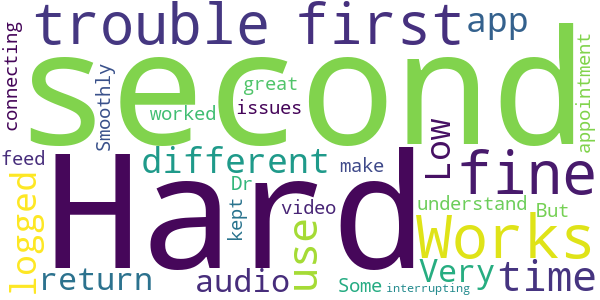 trouble first app
connecting
second
Smoothly
worked
great
issues
appointment
feed
different
make
Low
fine
Hard
logged
Dr
kept
video
use
understand
But
Works
return
audio
Some
Very
time
interrupting